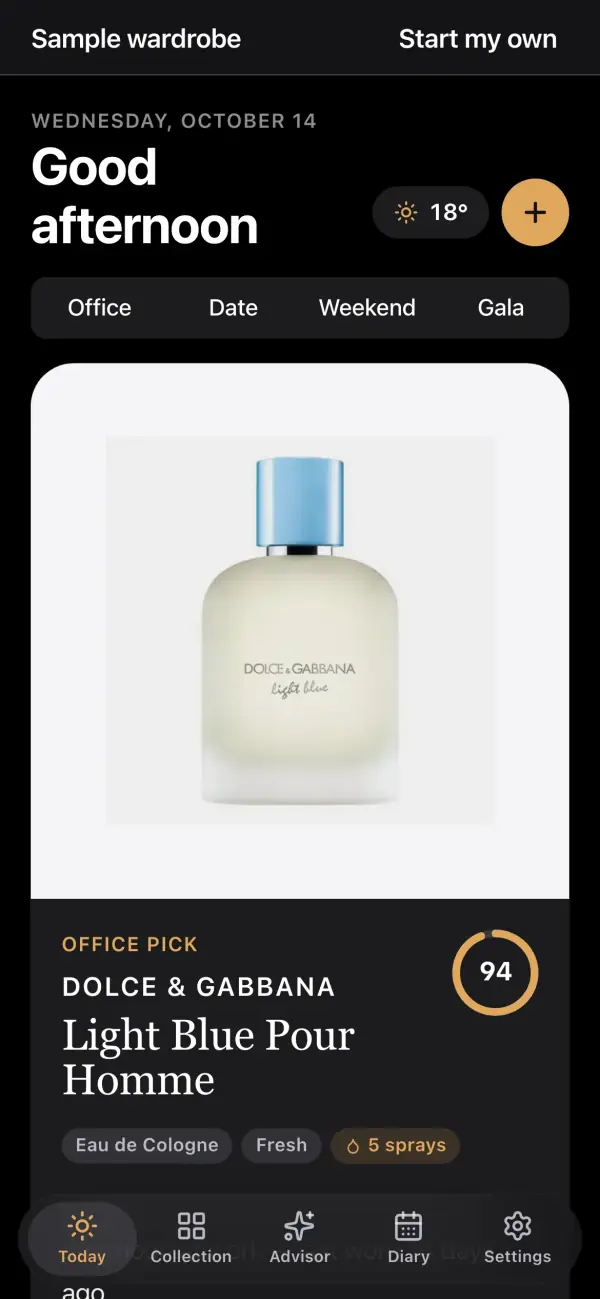 Sample wardrobe
Start my own
WEDNESDAY, OCTOBER 14
Good
afternoon
18°
Office Date Weekend Gala
DOLCE & GABBANA
light blue
OFFICE PICK
94
DOLCE & GABBANA
Light Blue Pour
Homme
Eau de Cologne Fresh 5 sprays
Today Collection Advisor Diary Settings
ago